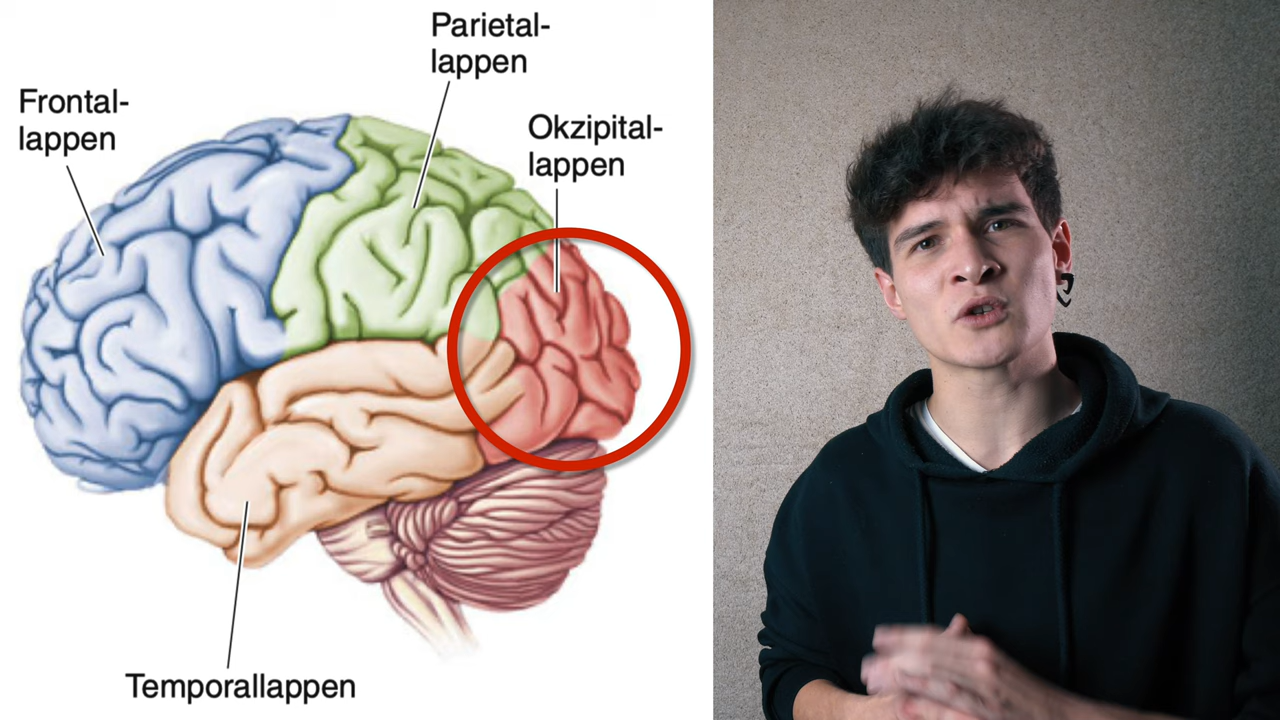 Parietal-
lappen
Frontal-
lappen
Okzipital-
lappen
Temporallappen